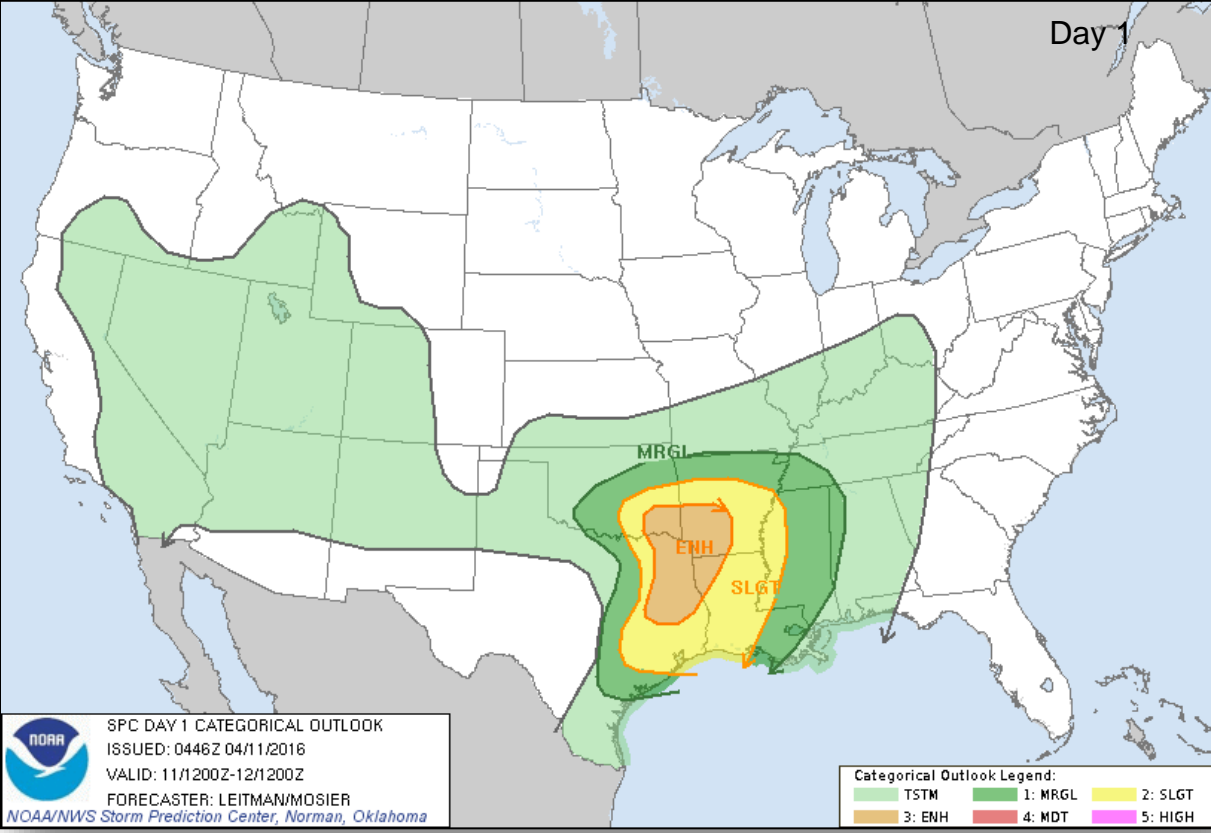 Day 1
MRGL
ENH
SLGT
NOAA
SPC DAY 1 CATEGORICAL OUTLOOK
ISSUED: 0446Z 04/11/2016
VALID: 11/1200Z-12/1200Z
FORECASTER: LEITMAN/MOSIER
NOAA/NWS Storm Prediction Center, Norman, Oklahoma
Categorical Outlook Legend:
TSTM 1: MRGL 2: SLGT
3: ENH 4: MDT 5: HIGH